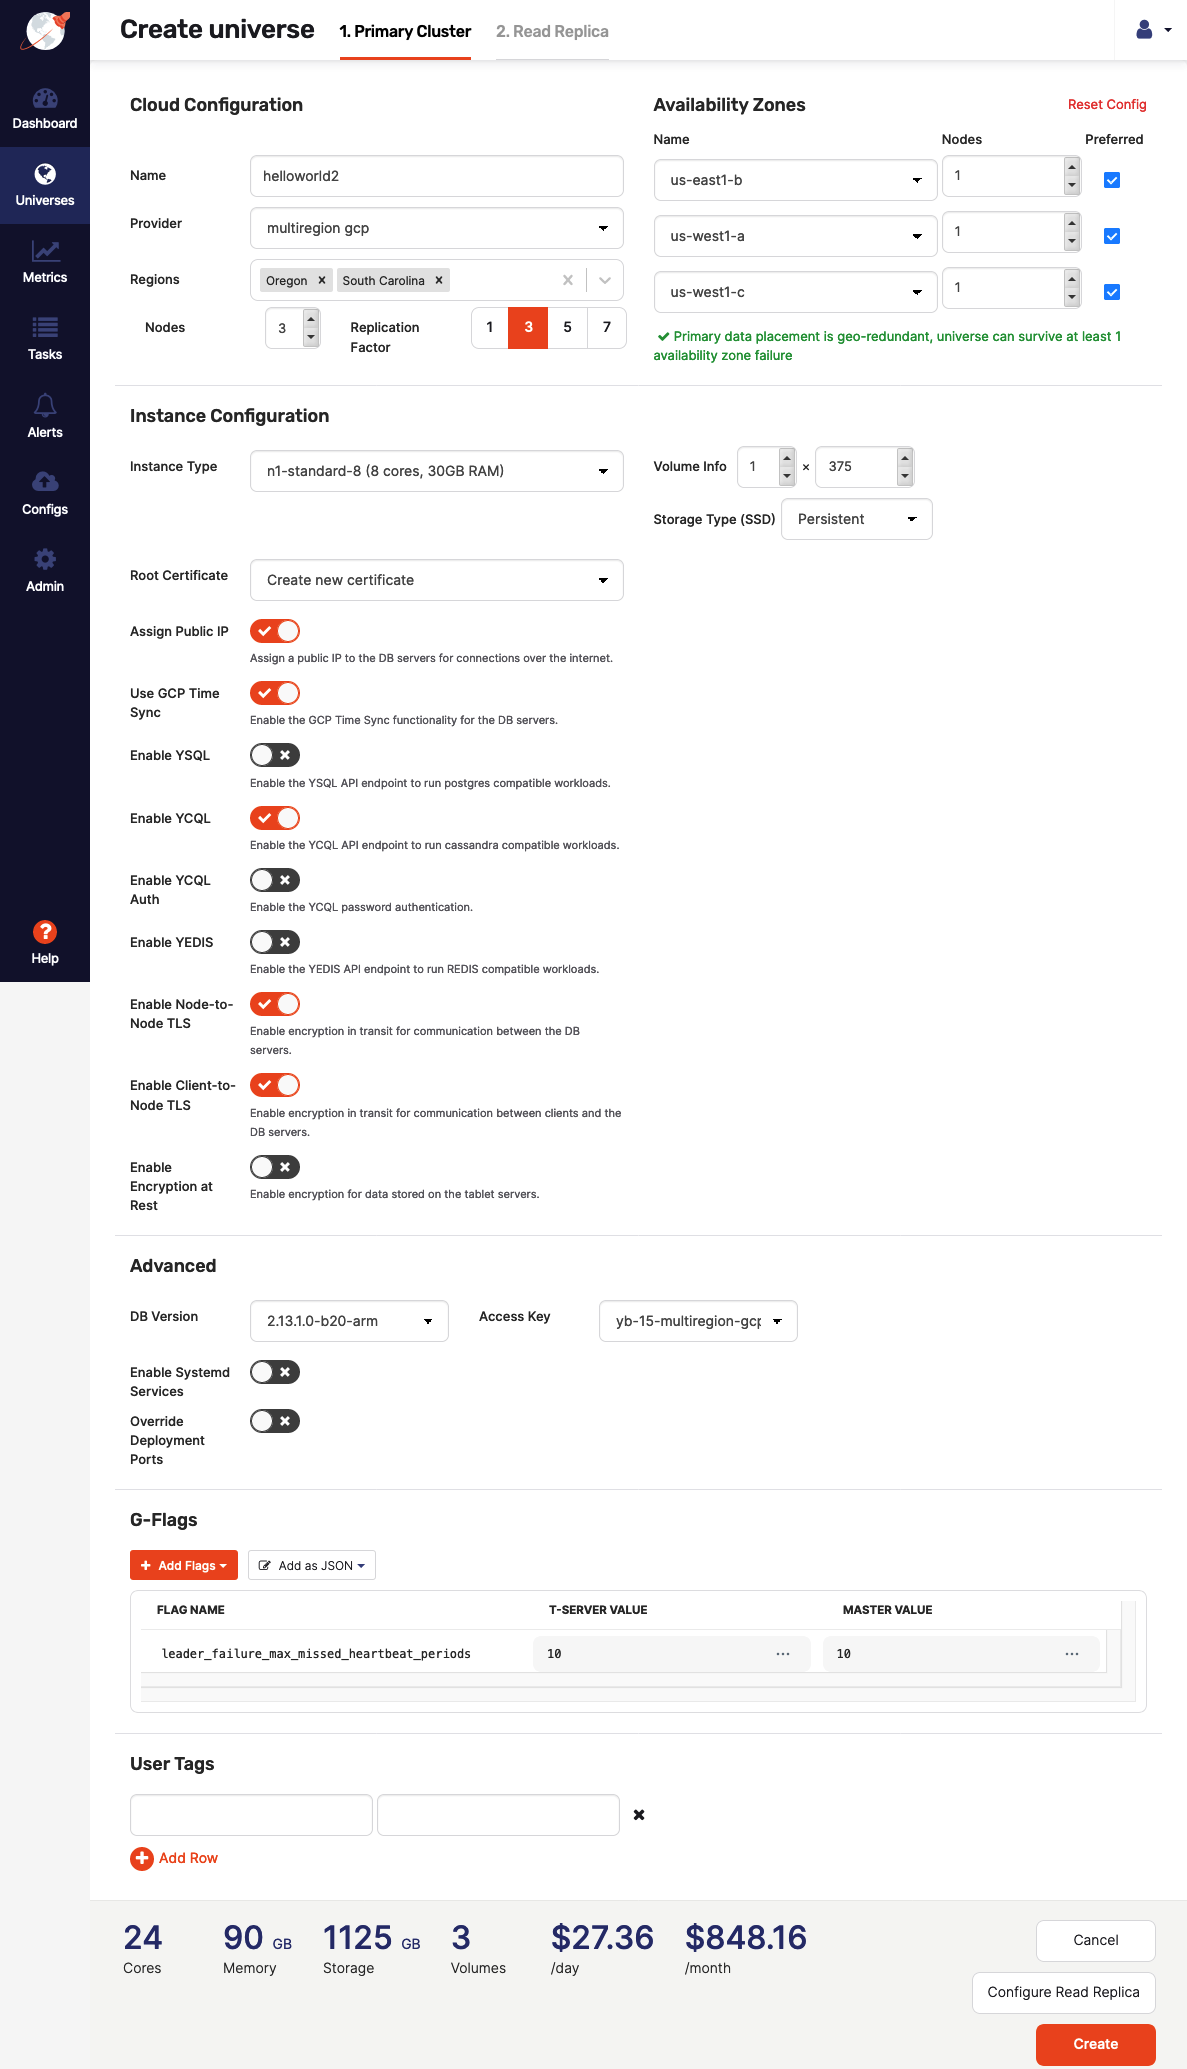 Create universe
1. Primary Cluster
2. Read Replica
Dashboard
Universes
Metrics
Tasks
Alerts
Configs
Admin
Help
Cloud Configuration
Name
helloworld2
Provider
multiregion gcp
Regions
Oregon
South Carolina
Nodes
3
Replication
Factor
1 3 5 7
Availability Zones
Reset Config
Name Nodes Preferred
us-east1-b 1
us-west1-a 1
us-west1-c 1
Primary data placement is geo-redundant, universe can survive at least 1
availability zone failure
Instance Configuration
Instance Type
n1-standard-8 (8 cores, 30GB RAM)
Volume Info 1 × 375
Storage Type (SSD) Persistent
Root Certificate
Create new certificate
Assign Public IP
Assign a public IP to the DB servers for connections over the internet.
Use GCP Time
Sync
Enable the GCP Time Sync functionality for the DB servers.
Enable YSQL
Enable the YSQL API endpoint to run postgres compatible workloads.
Enable YCQL
Enable the YCQL API endpoint to run cassandra compatible workloads.
Enable YCQL
Auth
Enable the YCQL password authentication.
Enable YEDIS
Enable the YEDIS API endpoint to run REDIS compatible workloads.
Enable Node-to-
Node TLS
Enable encryption in transit for communication between the DB
servers.
Enable Client-to-
Node TLS
Enable encryption in transit for communication between clients and the
DB servers.
Enable
Encryption at
Rest
Enable encryption for data stored on the tablet servers.
Advanced
DB Version
2.13.1.0-b20-arm
Access Key
yb-15-multiregion-gcp
Enable Systemd
Services
Override
Deployment
Ports
G-Flags
Add Flags
Add as JSON
FLAG NAME T-SERVER VALUE MASTER VALUE
leader_failure_max_missed_heartbeat_periods 10 ... 10 ...
User Tags
Add Row
24
Cores
90 GB
Memory
1125 GB
Storage
3
Volumes
$27.36
/day
$848.16
/month
Cancel
Configure Read Replica
Create